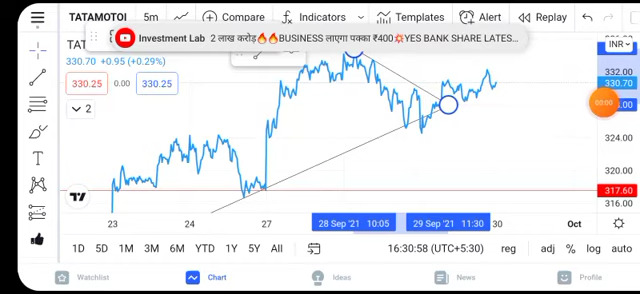 TATAMOTOI 5m Compare Indicators Templates Alert Replay
Investment Lab 2 लाख करोड़🔥🔥BUSINESS लाएगा पक्का ₹400💥YES BANK SHARE LATES...
INR
330.70 +0.95 (+0.29%)
330.25 0.00 330.25
2
332.00
330.70
00:00
324.00
320.00
317.60
316.00
28 Sep '21 10:05 29 Sep '21 11:30
23 24 27 30 Oct
1D 5D 1M 3M 6M YTD 1Y 5Y All 16:30:58 (UTC+5:30) reg adj % log auto
Watchlist Chart Ideas News Profile